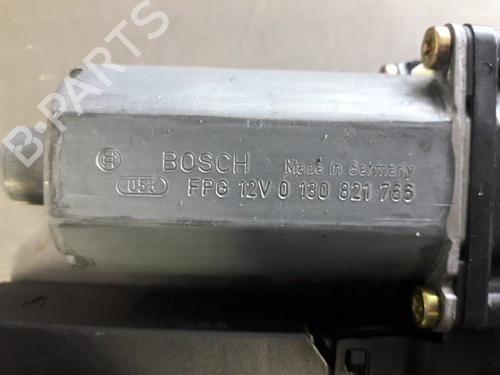 BOSCH Made in Germany
058 FPG 12V 0 130 821 766
B-PARTS